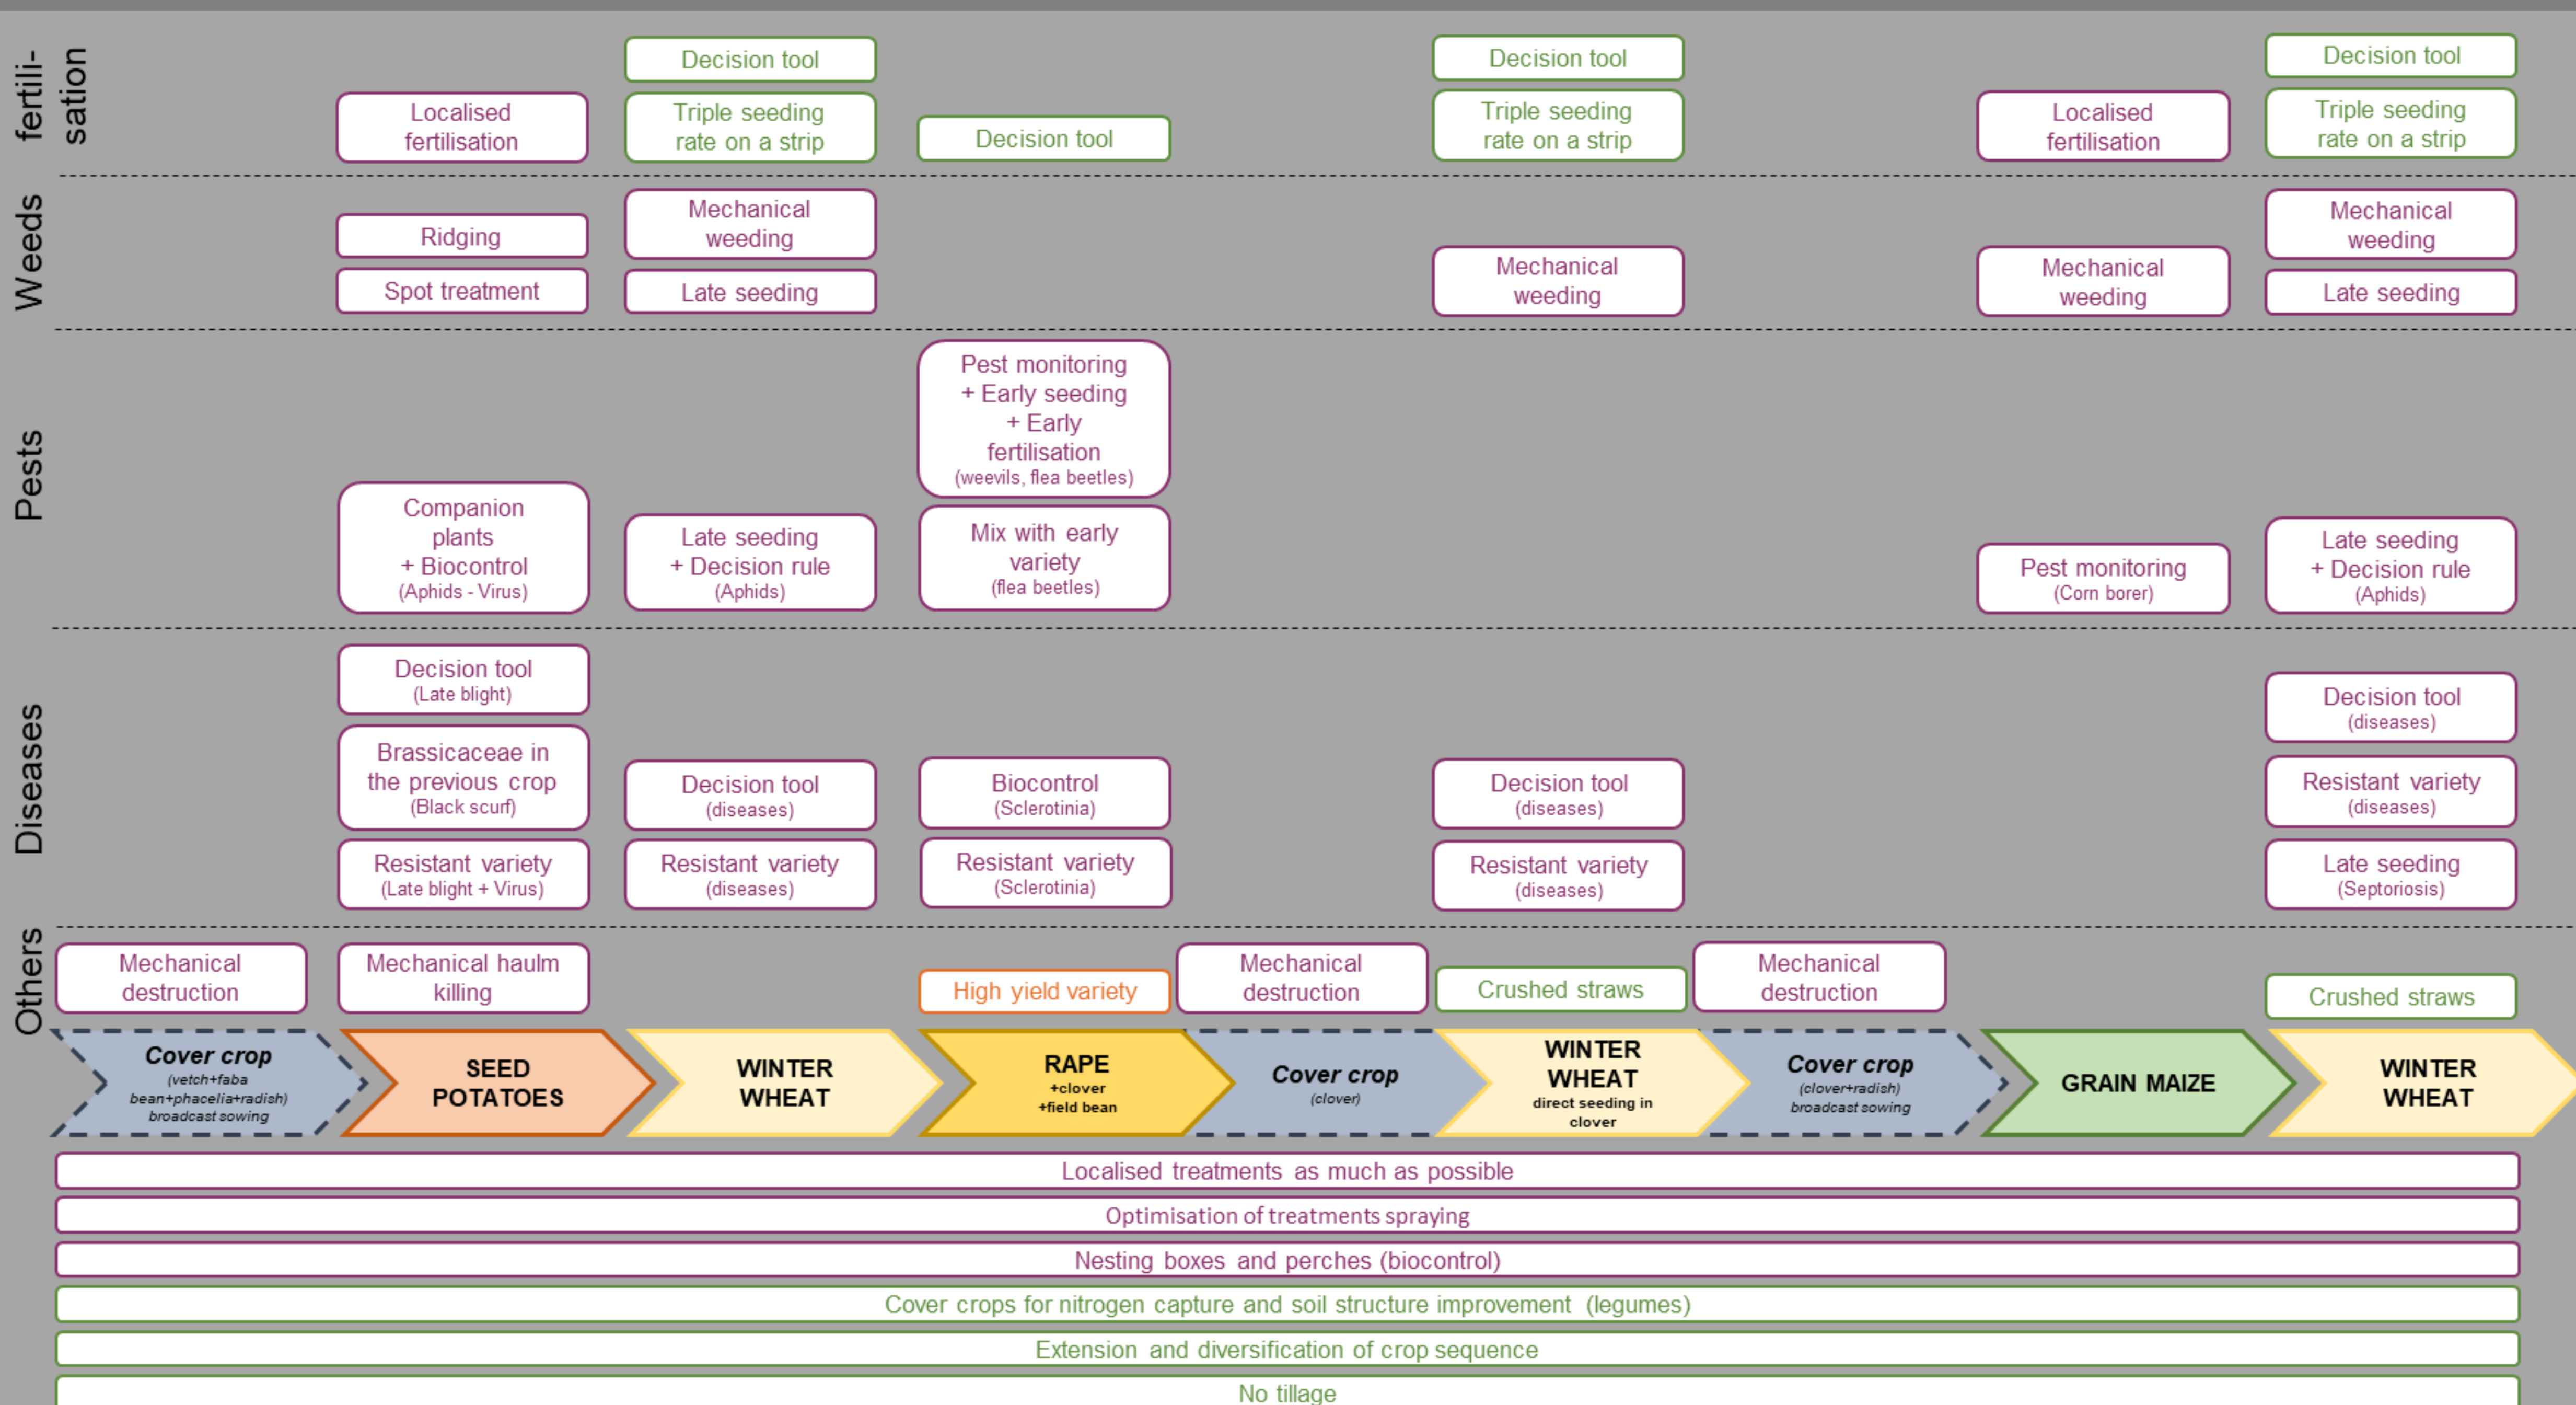 fertili-
sation
Decision tool
Decision tool
Decision tool
Localised
fertilisation
Triple seeding
rate on a strip
Decision tool
Triple seeding
rate on a strip
Localised
fertilisation
Triple seeding
rate on a strip
Weeds
Ridging
Spot treatment
Mechanical
weeding
Late seeding
Mechanical
weeding
Mechanical
weeding
Mechanical
weeding
Late seeding
Pests
Companion
plants
+ Biocontrol
(Aphids - Virus)
Late seeding
+ Decision rule
(Aphids)
Pest monitoring
+ Early seeding
+ Early
fertilisation
(weevils, flea beetles)
Mix with early
variety
(flea beetles)
Pest monitoring
(Corn borer)
Late seeding
+ Decision rule
(Aphids)
Diseases
Decision tool
(Late blight)
Brassicaceae in
the previous crop
(Black scurf)
Resistant variety
(Late blight + Virus)
Decision tool
(diseases)
Resistant variety
(diseases)
Biocontrol
(Sclerotinia)
Resistant variety
(Sclerotinia)
Decision tool
(diseases)
Resistant variety
(diseases)
Decision tool
(diseases)
Resistant variety
(diseases)
Late seeding
(Septoriosis)
Others
Mechanical
destruction
Mechanical haulm
killing
High yield variety
Mechanical
destruction
Crushed straws
Mechanical
destruction
Crushed straws
Cover crop
(vetch+faba
bean+phacelia+radish)
broadcast sowing
SEED
POTATOES
WINTER
WHEAT
RAPE
+clover
+field bean
Cover crop
(clover)
WINTER
WHEAT
direct seeding in
clover
Cover crop
(clover+radish)
broadcast sowing
GRAIN MAIZE
WINTER
WHEAT
Localised treatments as much as possible
Optimisation of treatments spraying
Nesting boxes and perches (biocontrol)
Cover crops for nitrogen capture and soil structure improvement (legumes)
Extension and diversification of crop sequence
No tillage